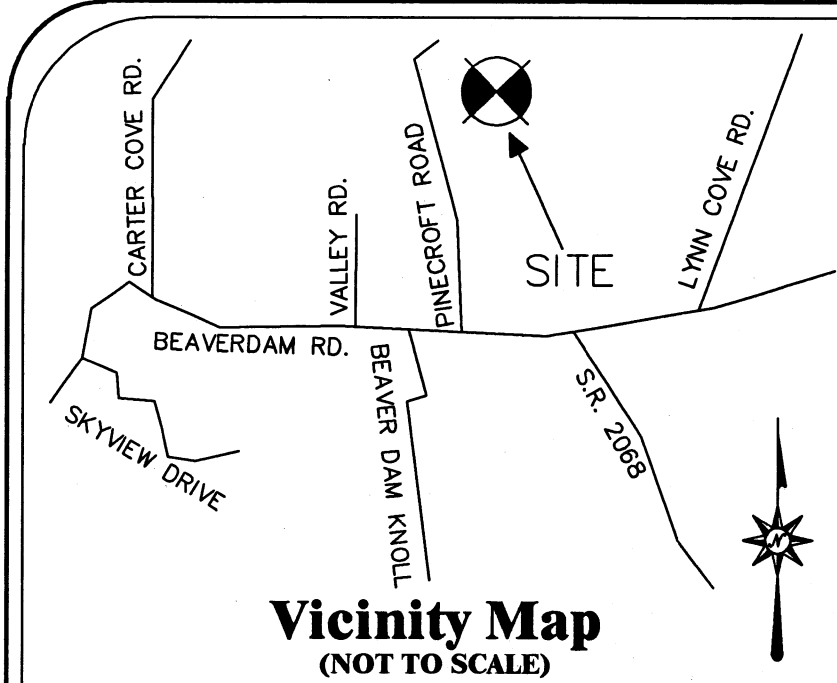 CARTER COVE RD.
VALLEY RD.
PINECROFT ROAD
LYNN COVE RD.
SITE
BEAVERDAM RD.
BEAVER DAM KNOLL
S.R. 2068
SKYVIEW DRIVE
N
Vicinity Map
(NOT TO SCALE)